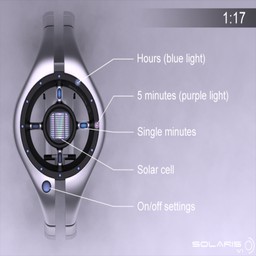 1:17
Hours (blue light)
5 minutes (purple light)
Single minutes
Solar cell
On/off settings
SOLARIS